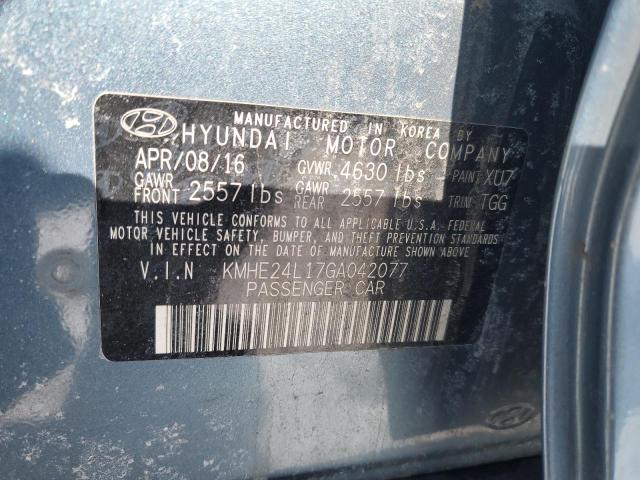 MANUFACTURED IN KOREA BY
HYUNDAI MOTOR COMPANY
APR/08/16 GVWR 4630 lbs PAINT XU7
GAWR FRONT 2557 lbs GAWR REAR 2557 lbs TRIM TGG
THIS VEHICLE CONFORMS TO ALL APPLICABLE U.S.A. FEDERAL
MOTOR VEHICLE SAFETY, BUMPER, AND THEFT PREVENTION STANDARDS
IN EFFECT ON THE DATE OF MANUFACTURE SHOWN ABOVE.
V.I.N KMHE24L17GA042077
PASSENGER CAR